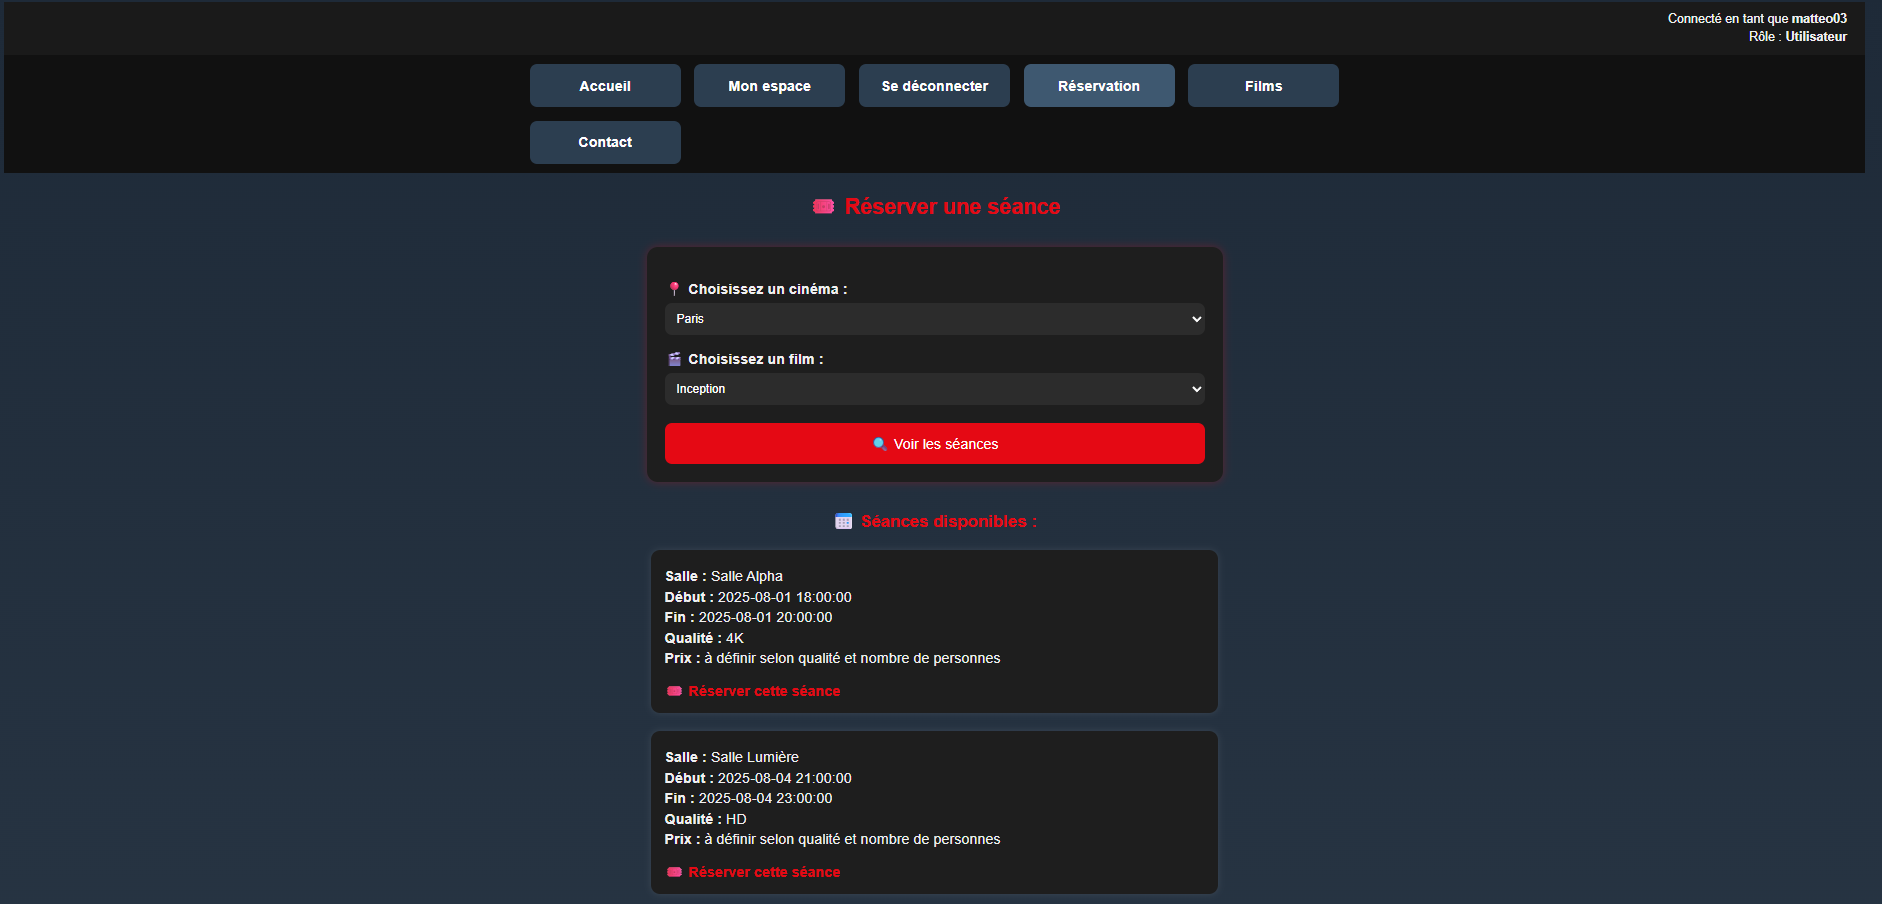 Connecté en tant que matteo03
Rôle : Utilisateur
Accueil
Mon espace
Se déconnecter
Réservation
Films
Contact
Réserver une séance
Choisissez un cinéma :
Paris
Choisissez un film :
Inception
Voir les séances
Séances disponibles :
Salle : Salle Alpha
Début : 2025-08-01 18:00:00
Fin : 2025-08-01 20:00:00
Qualité : 4K
Prix : à définir selon qualité et nombre de personnes
Réserver cette séance
Salle : Salle Lumière
Début : 2025-08-04 21:00:00
Fin : 2025-08-04 23:00:00
Qualité : HD
Prix : à définir selon qualité et nombre de personnes
Réserver cette séance